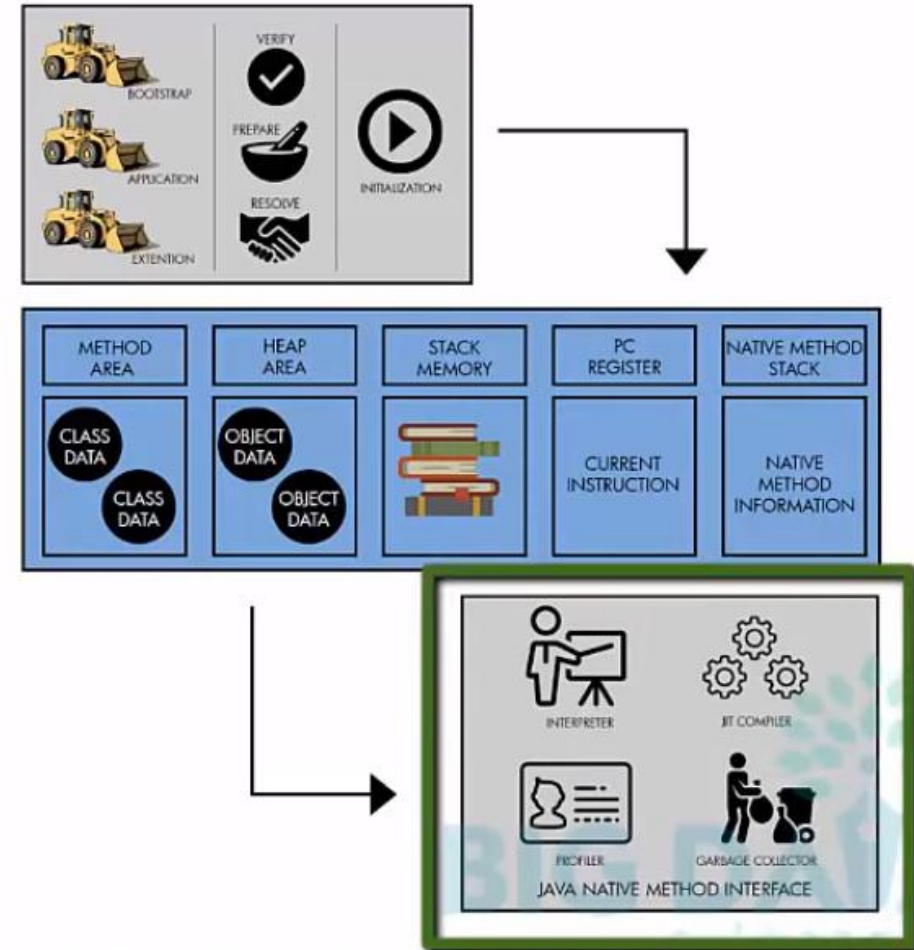 BOOTSTRAP
APPLICATION
EXTENTION
VERIFY
PREPARE
RESOLVE
INITIALIZATION
METHOD
AREA
HEAP
AREA
STACK
MEMORY
PC
REGISTER
NATIVE METHOD
STACK
CLASS
DATA
CLASS
DATA
OBJECT
DATA
OBJECT
DATA
CURRENT
INSTRUCTION
NATIVE
METHOD
INFORMATION
INTERPRETER
JIT COMPILER
PROFILER
GARBAGE COLLECTOR
JAVA NATIVE METHOD INTERFACE